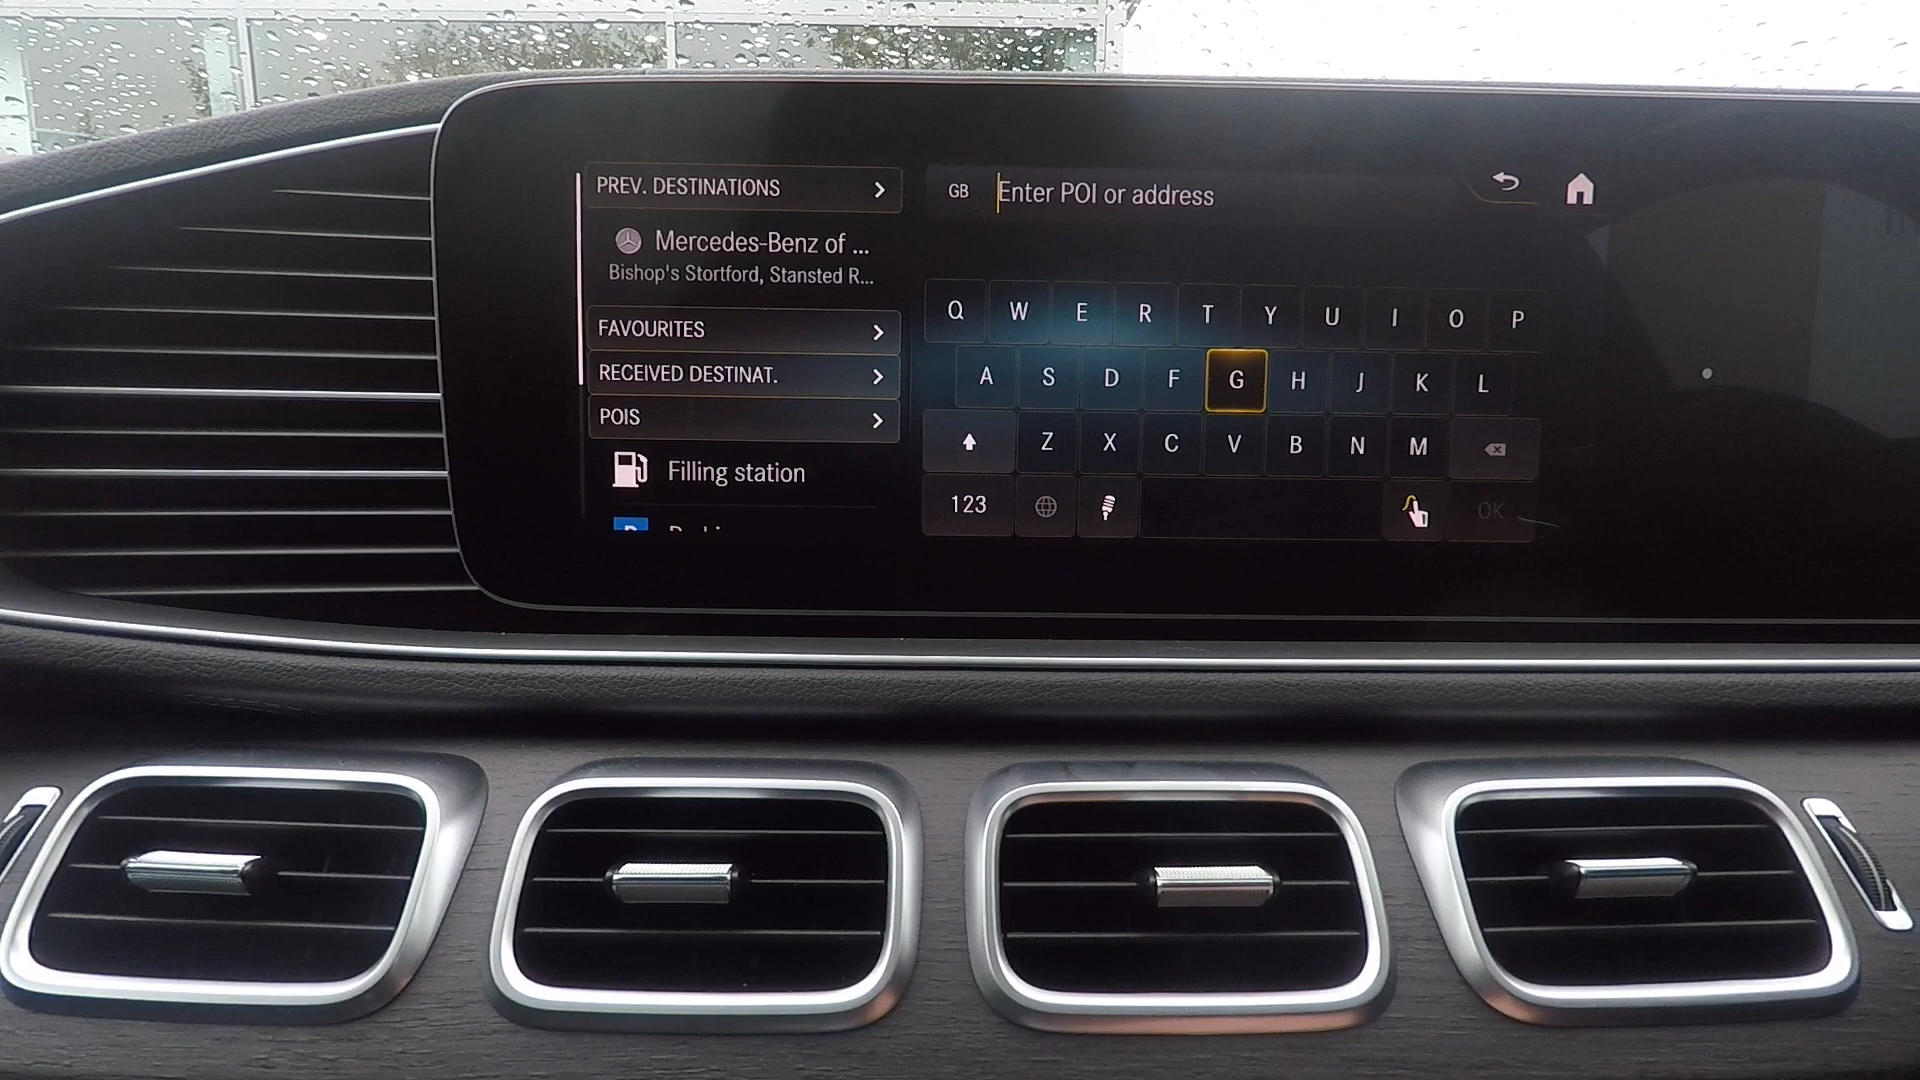 PREV. DESTINATIONS
Mercedes-Benz of ...
Bishop's Stortford, Stansted R...
FAVOURITES
RECEIVED DESTINAT.
POIS
Filling station
GB Enter POI or address
Q W E R T Y U I O P
A S D F G H J K L
Z X C V B N M
123 OK